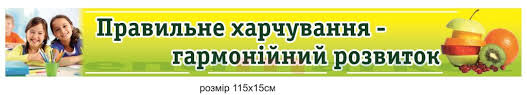 Правильне харчування -
гармонійний розвиток
розмір 115х15см